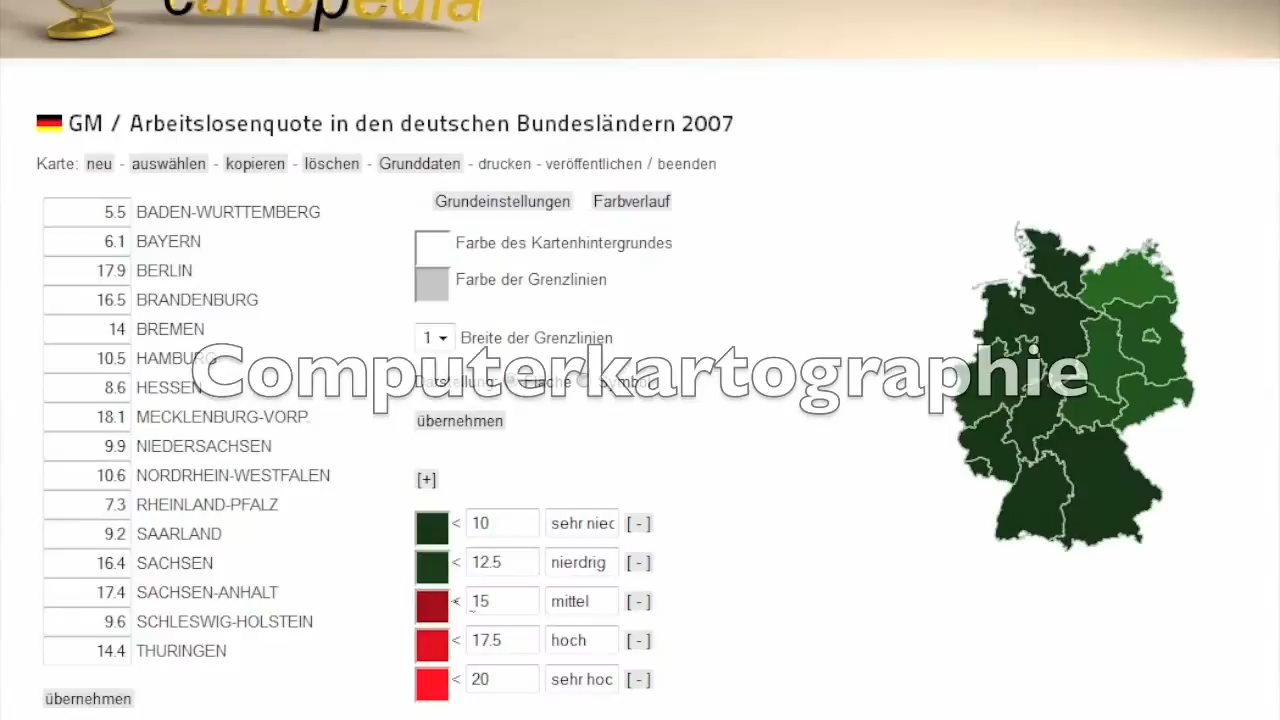 cartopedia
GM / Arbeitslosenquote in den deutschen Bundesländern 2007
Karte: neu - auswählen - kopieren - löschen - Grunddaten - drucken - veröffentlichen / beenden
Grundeinstellungen Farbverlauf
5.5 BADEN-WURTTEMBERG
6.1 BAYERN
17.9 BERLIN
16.5 BRANDENBURG
14 BREMEN
10.5 HAMBURG
8.6 HESSEN
18.1 MECKLENBURG-VORP.
9.9 NIEDERSACHSEN
10.6 NORDRHEIN-WESTFALEN
7.3 RHEINLAND-PFALZ
9.2 SAARLAND
16.4 SACHSEN
17.4 SACHSEN-ANHALT
9.6 SCHLESWIG-HOLSTEIN
14.4 THURINGEN
übernehmen
Farbe des Kartenhintergrundes
Farbe der Grenzlinien
1 Breite der Grenzlinien
Computerkartographie
Darstellung: Fläche Symbole
übernehmen
[+]
< 10 sehr niec [ - ]
< 12.5 nierdrig [ - ]
< 15 mittel [ - ]
< 17.5 hoch [ - ]
< 20 sehr hoc [ - ]